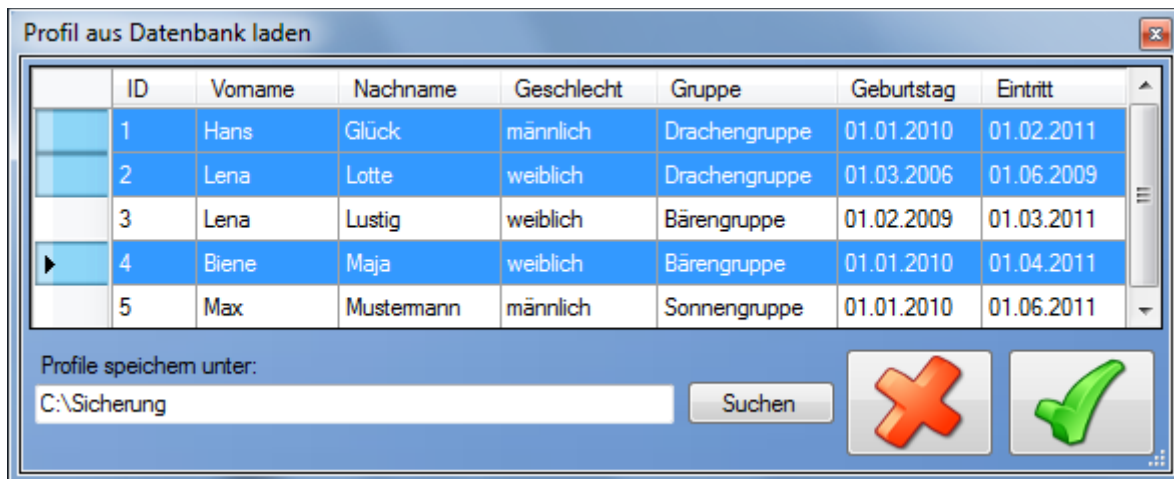 Profil aus Datenbank laden
ID Vorname Nachname Geschlecht Gruppe Geburtstag Eintritt
1 Hans Glück männlich Drachengruppe 01.01.2010 01.02.2011
2 Lena Lotte weiblich Drachengruppe 01.03.2006 01.06.2009
3 Lena Lustig weiblich Bärengruppe 01.02.2009 01.03.2011
4 Biene Maja weiblich Bärengruppe 01.01.2010 01.04.2011
5 Max Mustermann männlich Sonnengruppe 01.01.2010 01.06.2011
Profile speichern unter:
C:\Sicherung Suchen